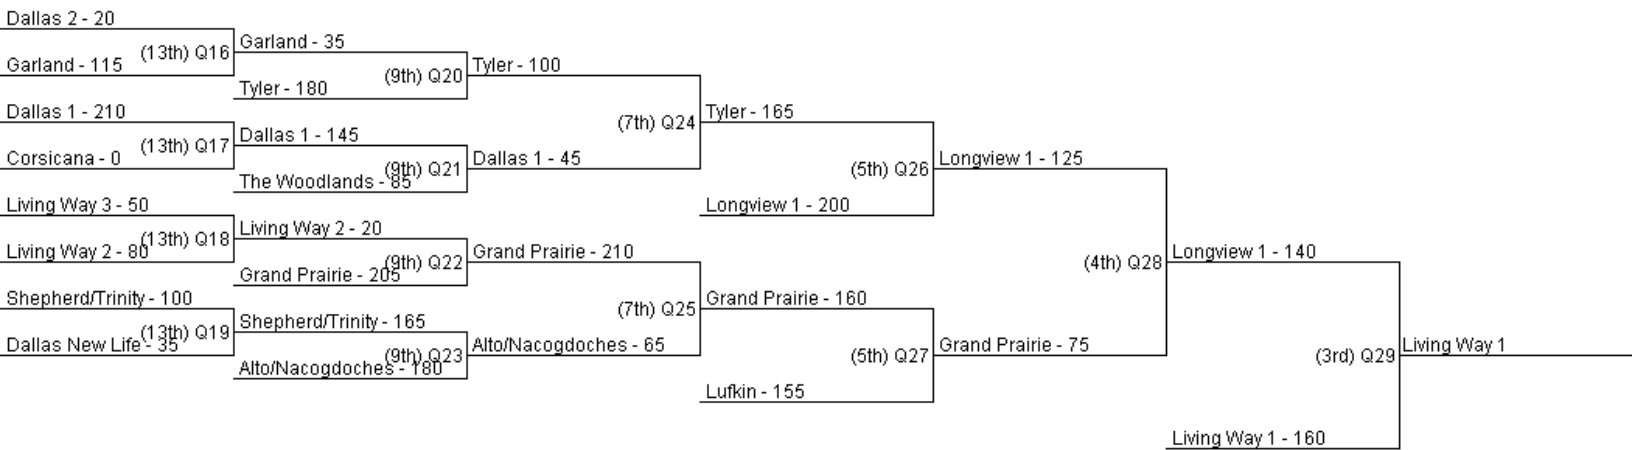 Dallas 2 - 20
Garland - 115
(13th) Q16
Dallas 1 - 210
Corsicana - 0
(13th) Q17
Living Way 3 - 50
Living Way 2 - 80
(13th) Q18
Shepherd/Trinity - 100
Dallas New Life - 35
(13th) Q19
Garland - 35
Tyler - 180
(9th) Q20
Dallas 1 - 145
The Woodlands - 85
(9th) Q21
Living Way 2 - 20
Grand Prairie - 205
(9th) Q22
Shepherd/Trinity - 165
Alto/Nacogdoches - 180
(9th) Q23
Tyler - 100
Dallas 1 - 45
(7th) Q24
Grand Prairie - 210
Alto/Nacogdoches - 65
(7th) Q25
Tyler - 165
Longview 1 - 200
(5th) Q26
Grand Prairie - 160
Lufkin - 155
(5th) Q27
Longview 1 - 125
Grand Prairie - 75
(4th) Q28
Longview 1 - 140
Living Way 1 - 160
(3rd) Q29
Living Way 1